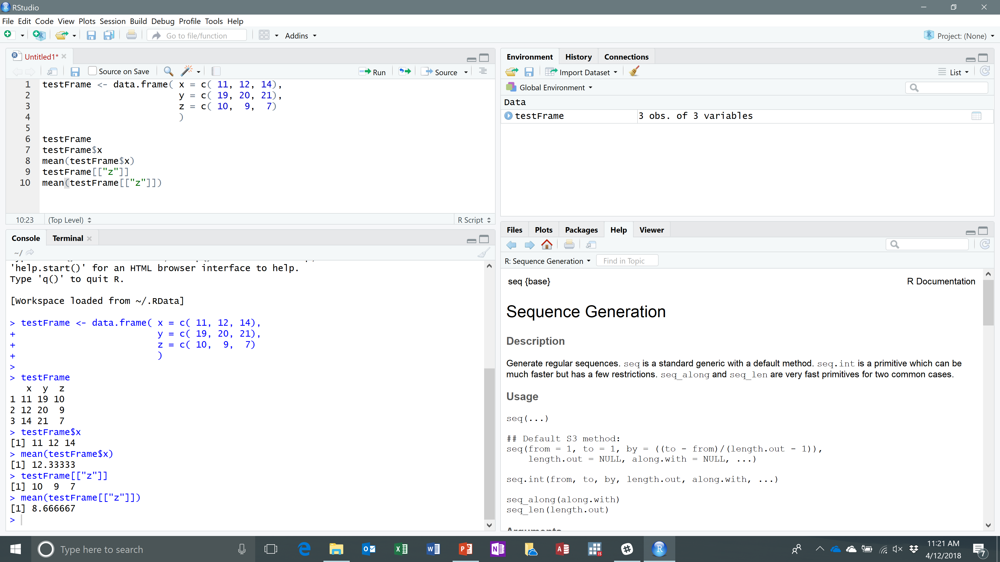 RStudio
File Edit Code View Plots Session Build Debug Profile Tools Help
Go to file/function Addins Project: (None)
Untitled1*
Source on Save Run Source
1 testFrame <- data.frame( x = c( 11, 12, 14),
2 y = c( 19, 20, 21),
3 z = c( 10, 9, 7)
4 )
5
6 testFrame
7 testFrame$x
8 mean(testFrame$x)
9 testFrame[["z"]]
10 mean(testFrame[["z"]])
10:23 (Top Level) R Script
Console Terminal
~/
'help.start()' for an HTML browser interface to help.
Type 'q()' to quit R.
[Workspace loaded from ~/.RData]
> testFrame <- data.frame( x = c( 11, 12, 14),
+ y = c( 19, 20, 21),
+ z = c( 10, 9, 7)
+ )
>
> testFrame
x y z
1 11 19 10
2 12 20 9
3 14 21 7
> testFrame$x
[1] 11 12 14
> mean(testFrame$x)
[1] 12.33333
> testFrame[["z"]]
[1] 10 9 7
> mean(testFrame[["z"]])
[1] 8.666667
>
Environment History Connections
Import Dataset List
Global Environment
Data
testFrame 3 obs. of 3 variables
Files Plots Packages Help Viewer
R: Sequence Generation Find in Topic
seq {base} R Documentation
Sequence Generation
Description
Generate regular sequences. seq is a standard generic with a default method. seq.int is a primitive which can be
much faster but has a few restrictions. seq_along and seq_len are very fast primitives for two common cases.
Usage
seq(...)
## Default S3 method:
seq(from = 1, to = 1, by = ((to - from)/(length.out - 1)),
length.out = NULL, along.with = NULL, ...)
seq.int(from, to, by, length.out, along.with, ...)
seq_along(along.with)
seq_len(length.out)
Arguments
Type here to search
15
11:21 AM
4/12/2018
7